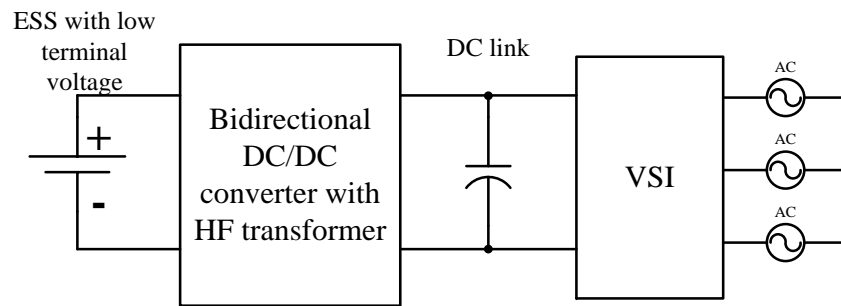 ESS with low
terminal
voltage
+
-
Bidirectional
DC/DC
converter with
HF transformer
DC link
VSI
AC
AC
AC